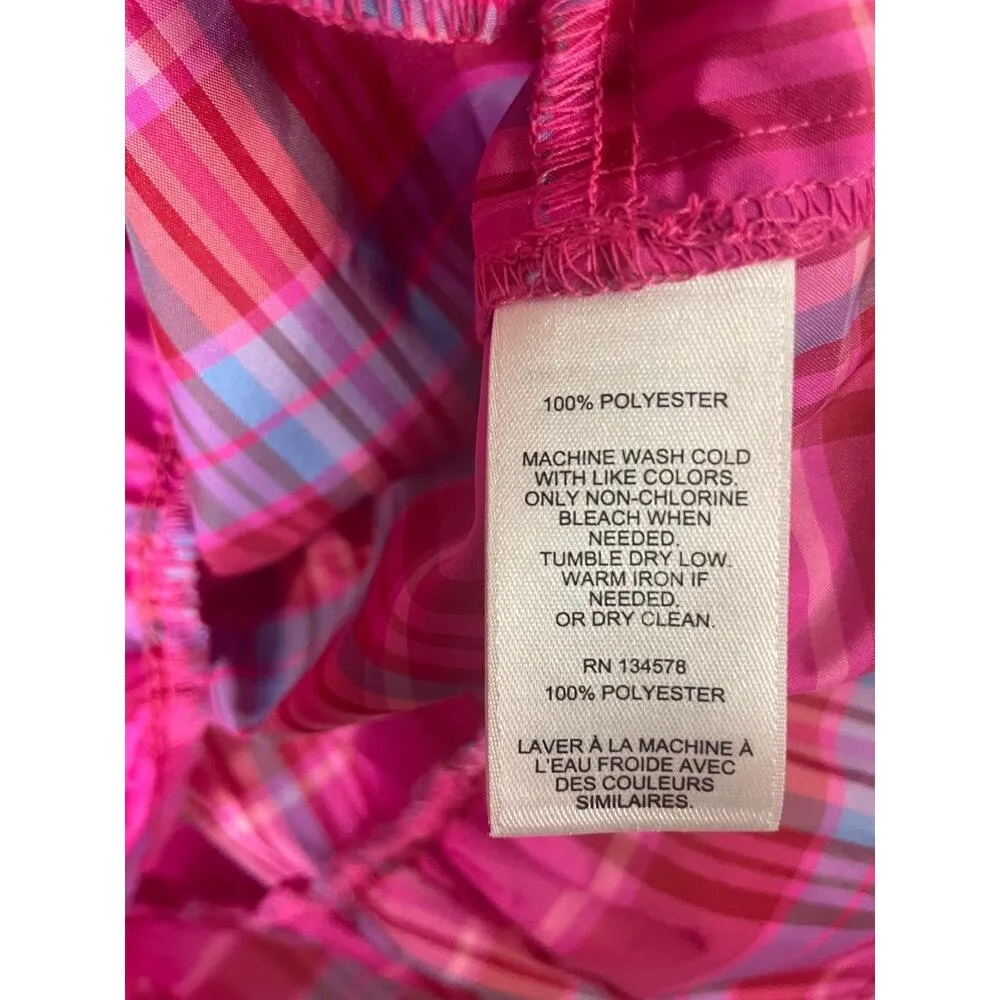 100% POLYESTER
MACHINE WASH COLD
WITH LIKE COLORS.
ONLY NON-CHLORINE
BLEACH WHEN
NEEDED.
TUMBLE DRY LOW.
WARM IRON IF
NEEDED.
OR DRY CLEAN.
RN 134578
100% POLYESTER
LAVER À LA MACHINE À
L'EAU FROIDE AVEC
DES COULEURS
SIMILAIRES.